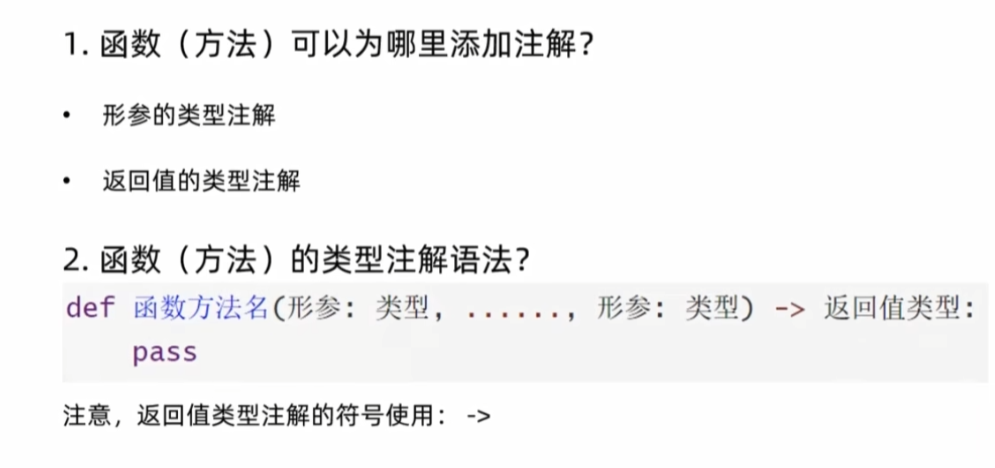 1. 函数（方法）可以为哪里添加注解？
• 形参的类型注解
• 返回值的类型注解
2. 函数（方法）的类型注解语法？
def 函数方法名(形参: 类型, ......, 形参: 类型) -> 返回值类型:
    pass
注意，返回值类型注解的符号使用： ->